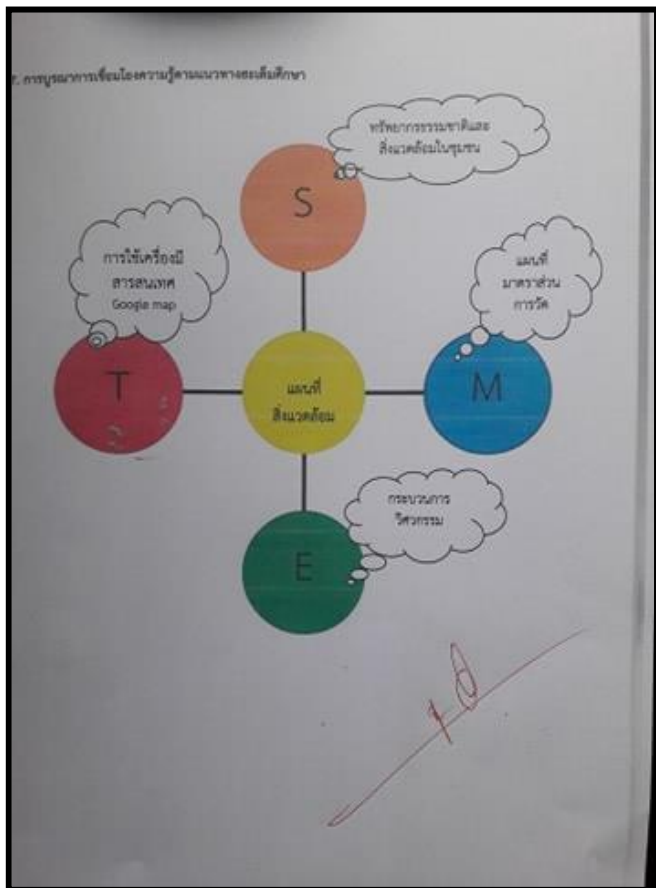 . การบูรณาการเชื่อมโยงความรู้ตามแนวทางสะเต็มศึกษา
ทรัพยากรธรรมชาติและ
สิ่งแวดล้อมในชุมชน
S
การใช้เครื่องมือ
สารสนเทศ
Google map
แผนที่
มาตราส่วน
การวัด
T
แผนที่
สิ่งแวดล้อม
M
กระบวนการ
วิศวกรรม
E